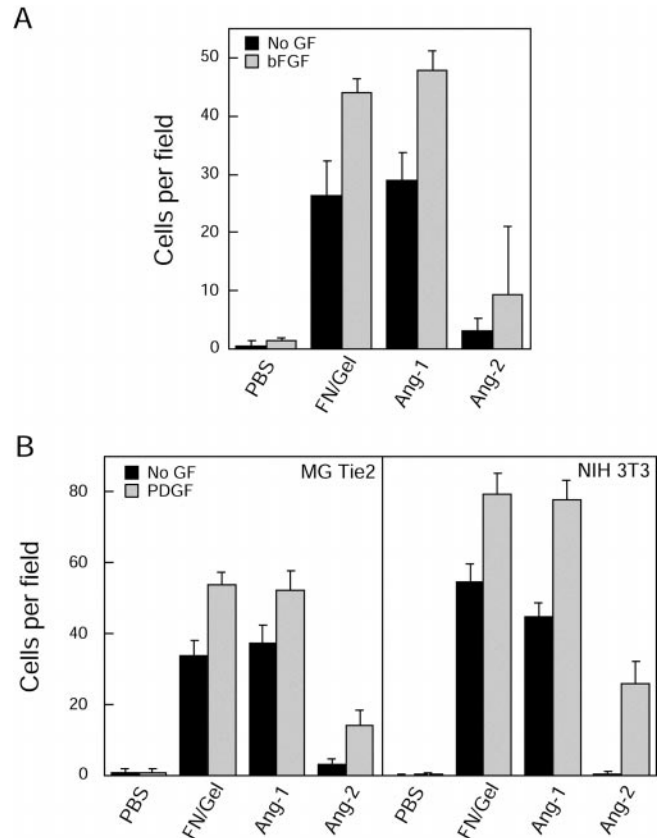 A
No GF
bFGF
Cells per field
50
40
30
20
10
0
PBS
FN/Gel
Ang-1
Ang-2
B
No GF
PDGF
MG Tie2
NIH 3T3
Cells per field
80
60
40
20
0
PBS
FN/Gel
Ang-1
Ang-2
PBS
FN/Gel
Ang-1
Ang-2